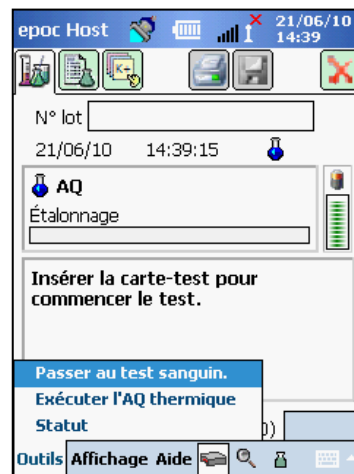 epoc Host 21/06/10
14:39
K+
N° lot
21/06/10 14:39:15
AQ
Étalonnage
Insérer la carte-test pour
commencer le test.
Passer au test sanguin.
Exécuter l'AQ thermique
Statut
0)
Outils Affichage Aide